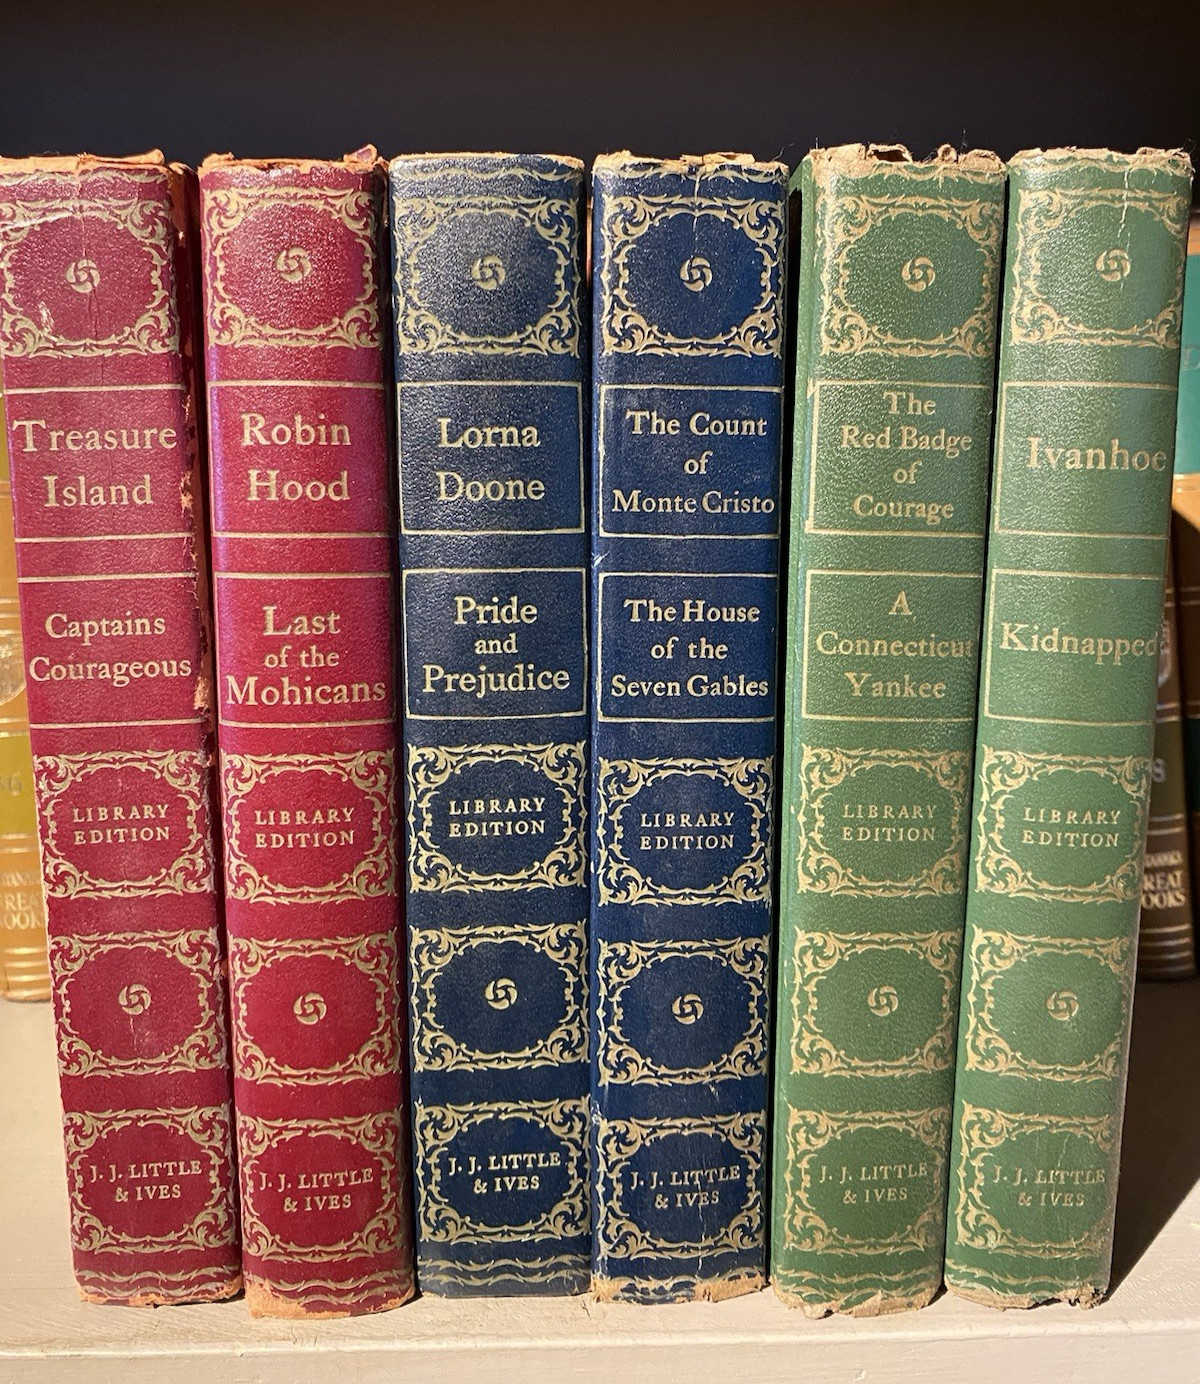 Treasure
Island
Captains
Courageous
LIBRARY
EDITION
J. J. LITTLE
& IVES
Robin
Hood
Last
of the
Mohicans
LIBRARY
EDITION
J. J. LITTLE
& IVES
Lorna
Doone
Pride
and
Prejudice
LIBRARY
EDITION
J. J. LITTLE
& IVES
The Count
of
Monte Cristo
The House
of the
Seven Gables
LIBRARY
EDITION
J. J. LITTLE
& IVES
The
Red Badge
of
Courage
A
Connecticut
Yankee
LIBRARY
EDITION
J. J. LITTLE
& IVES
Ivanhoe
Kidnapped
LIBRARY
EDITION
J. J. LITTLE
& IVES